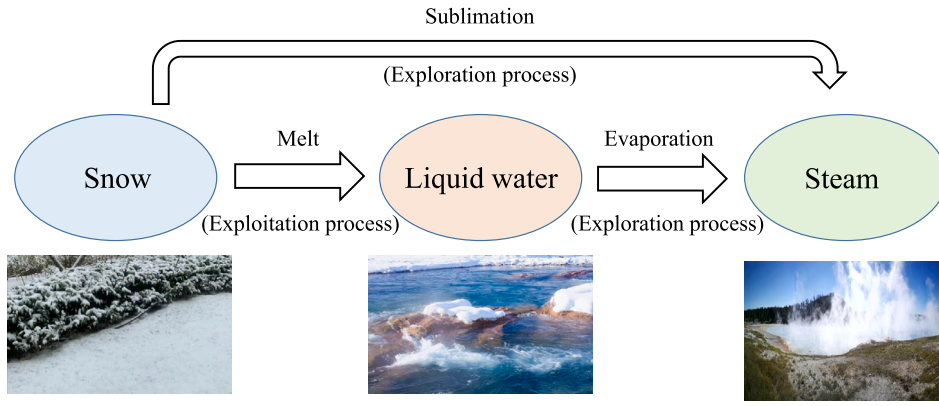 Sublimation
(Exploration process)
Melt
Evaporation
Snow
Liquid water
Steam
(Exploitation process)
(Exploration process)